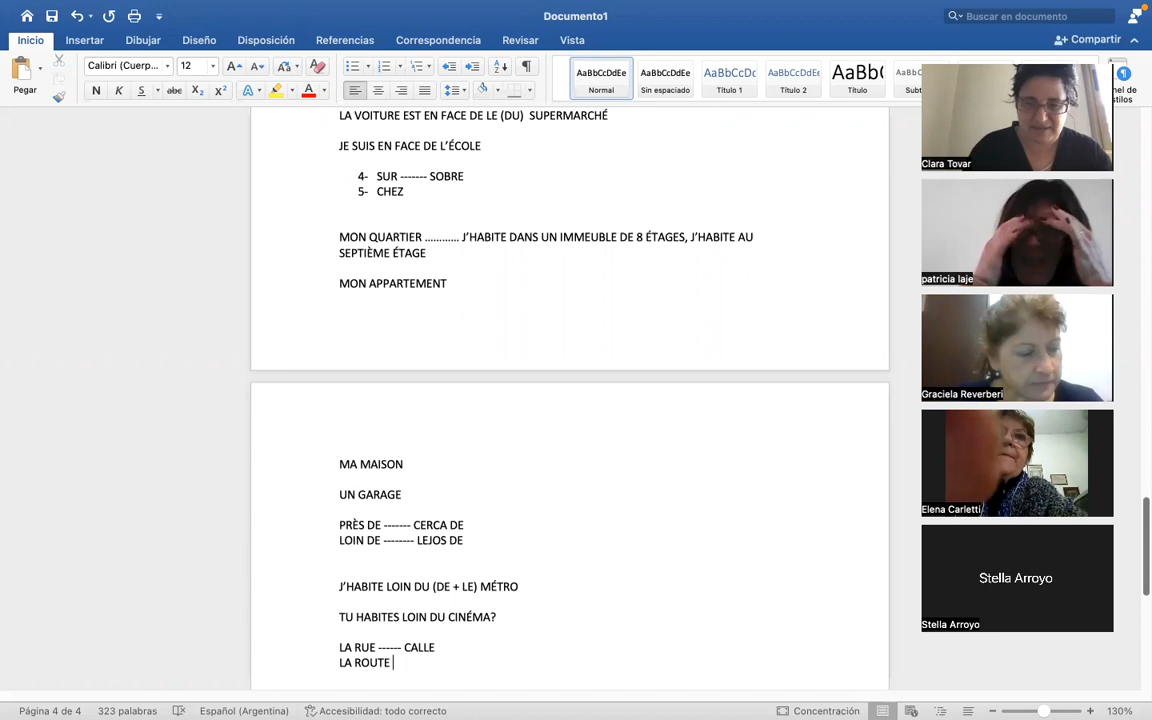 Documento1
Buscar en documento
Inicio
Insertar
Dibujar
Diseño
Disposición
Referencias
Correspondencia
Revisar
Vista
Compartir
Pegar
Calibri (Cuerp...
12
AaBbCcDdEe
Normal
AaBbCcDdEe
Sin espaciado
AaBbCcDc
Título 1
AaBbCcDdEe
Título 2
AaBbC
Título
LA VOITURE EST EN FACE DE LE (DU) SUPERMARCHÉ
JE SUIS EN FACE DE L'ÉCOLE
4- SUR ------- SOBRE
5- CHEZ
MON QUARTIER ............ J'HABITE DANS UN IMMEUBLE DE 8 ÉTAGES, J'HABITE AU
SEPTIÈME ÉTAGE
MON APPARTEMENT
MA MAISON
UN GARAGE
PRÈS DE ------- CERCA DE
LOIN DE -------- LEJOS DE
J'HABITE LOIN DU (DE + LE) MÉTRO
TU HABITES LOIN DU CINÉMA?
LA RUE ------ CALLE
LA ROUTE
Clara Tovar
patricia laje
Graciela Reverberi
Elena Carletti
Stella Arroyo
Stella Arroyo
Página 4 de 4
323 palabras
Español (Argentina)
Accesibilidad: todo correcto
Concentración
130%